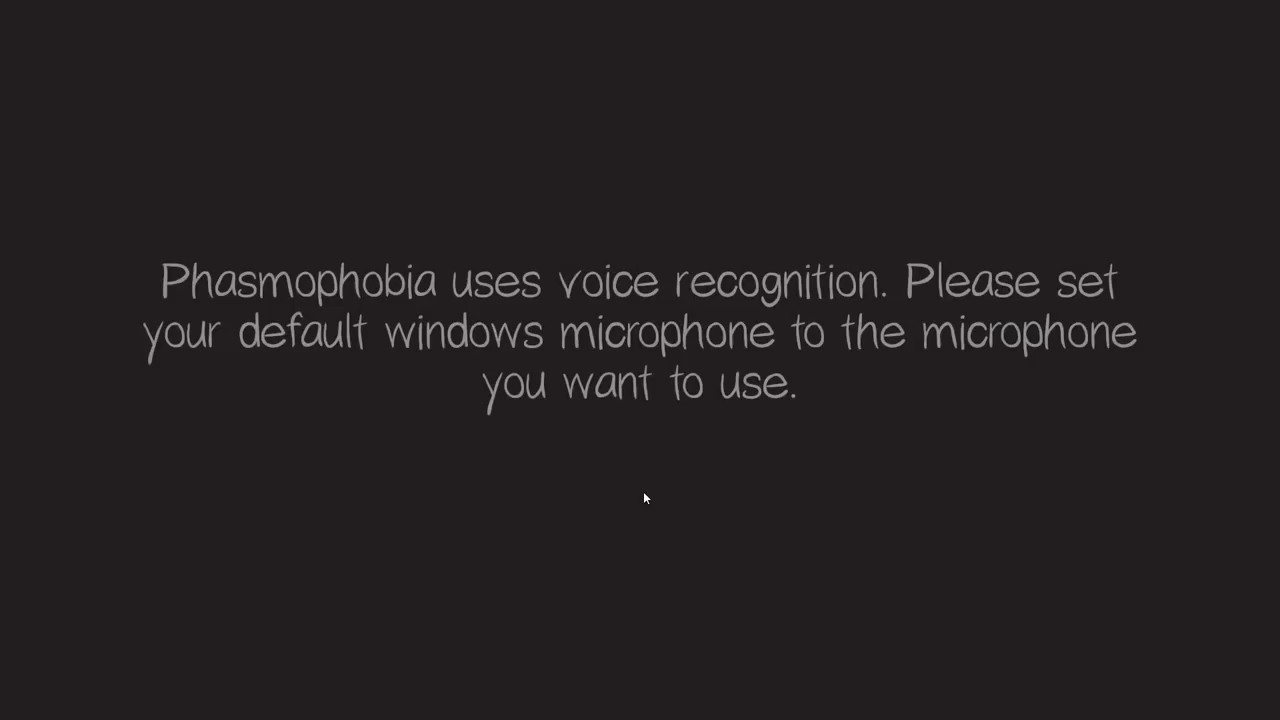 Phasmophobia uses voice recognition. Please set
your default windows microphone to the microphone
you want to use.